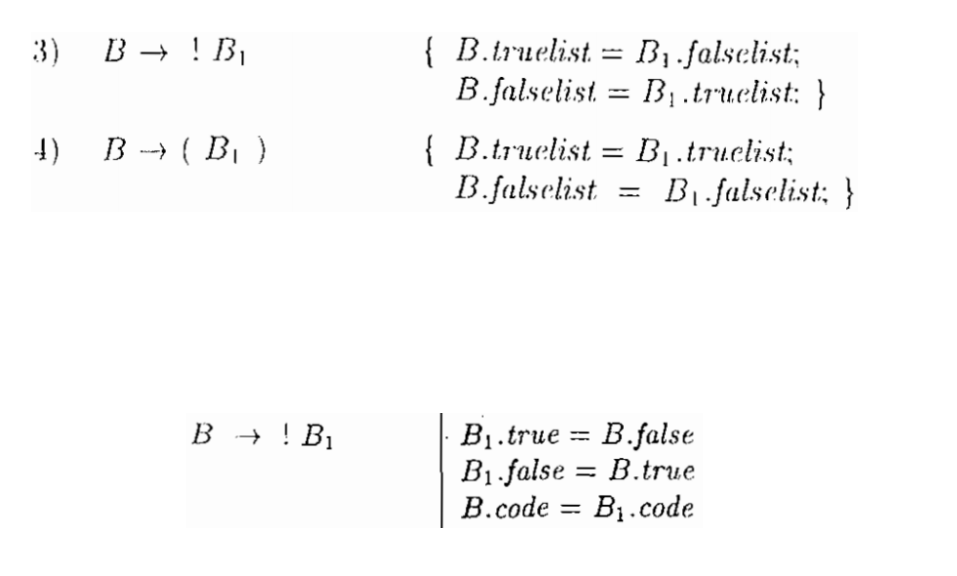 3) B → ! B₁ { B.truelist = B₁.falselist;
B.falselist = B₁.truelist; }
4) B → ( B₁ ) { B.truelist = B₁.truelist;
B.falselist = B₁.falselist; }
B → ! B₁ B₁.true = B.false
B₁.false = B.true
B.code = B₁.code